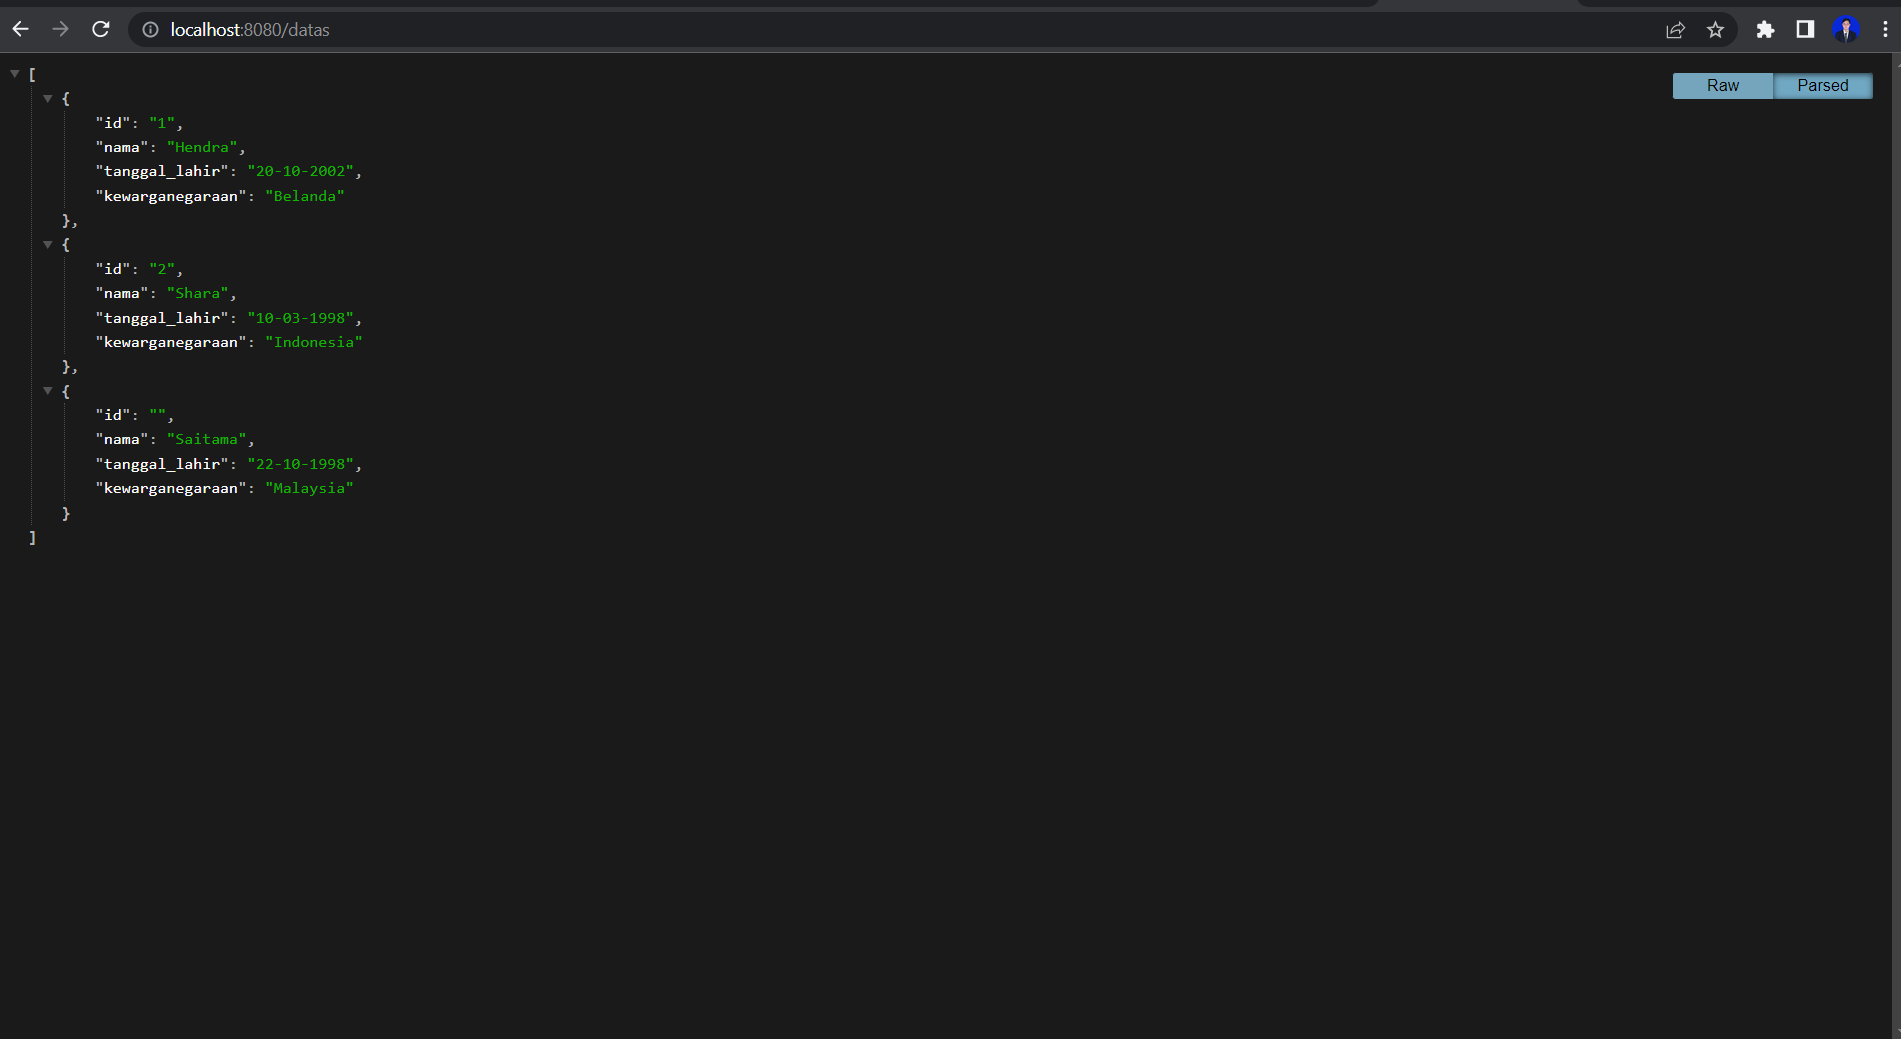 localhost:8080/datas
Raw Parsed
[
{
"id": "1",
"nama": "Hendra",
"tanggal_lahir": "20-10-2002",
"kewarganegaraan": "Belanda"
},
{
"id": "2",
"nama": "Shara",
"tanggal_lahir": "10-03-1998",
"kewarganegaraan": "Indonesia"
},
{
"id": "",
"nama": "Saitama",
"tanggal_lahir": "22-10-1998",
"kewarganegaraan": "Malaysia"
}
]